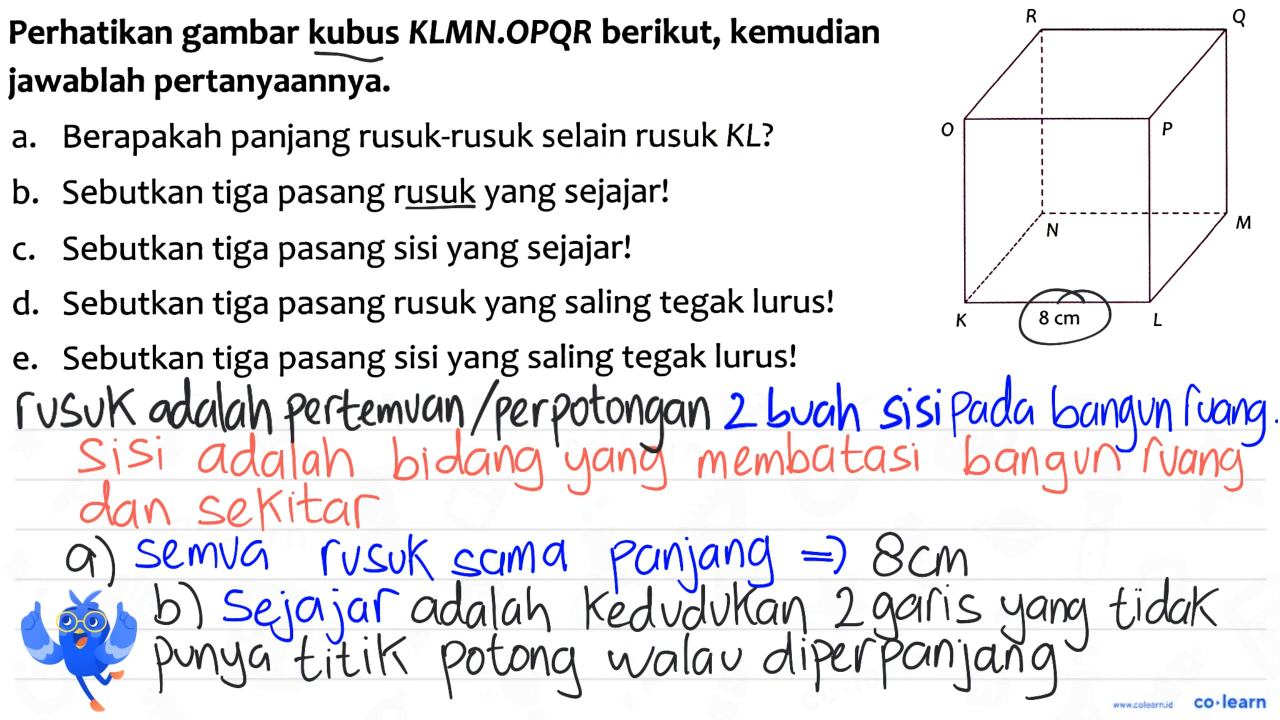 Perhatikan gambar kubus KLMN.OPQR berikut, kemudian
jawablah pertanyaannya.
a. Berapakah panjang rusuk-rusuk selain rusuk KL?
b. Sebutkan tiga pasang rusuk yang sejajar!
c. Sebutkan tiga pasang sisi yang sejajar!
d. Sebutkan tiga pasang rusuk yang saling tegak lurus!
e. Sebutkan tiga pasang sisi yang saling tegak lurus!
R Q
O P
N M
K 8 cm L
rusuk adalah pertemuan/perpotongan 2 buah sisi pada bangun ruang.
sisi adalah bidang yang membatasi bangun ruang
dan sekitar
a) semua rusuk sama panjang => 8 cm
b) sejajar adalah kedudukan 2 garis yang tidak
punya titik potong walau diperpanjang
www.colearn.id co·learn